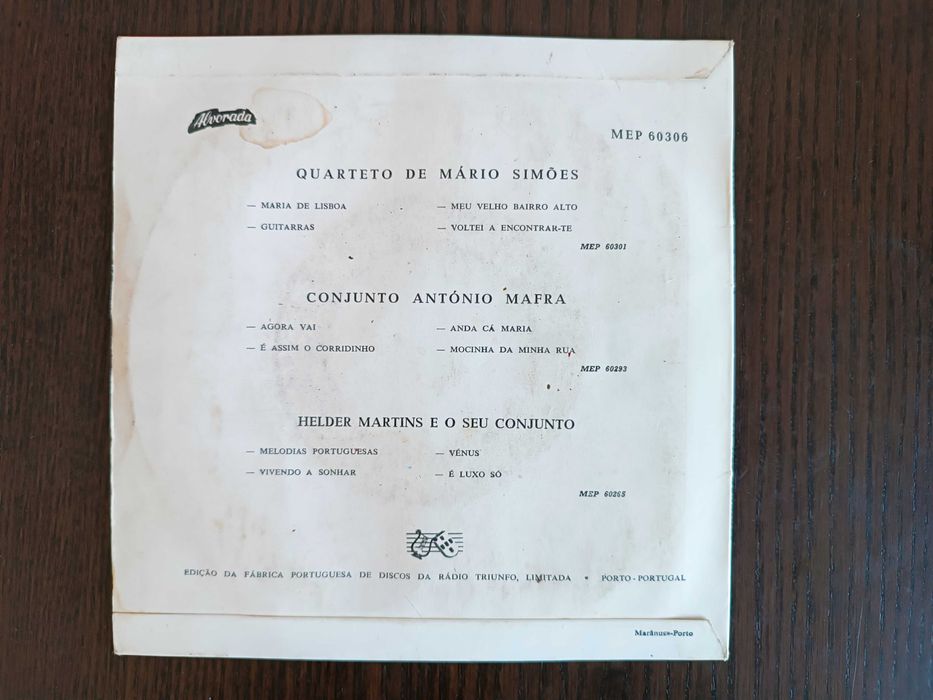 Alvorada
MEP 60306
QUARTETO DE MÁRIO SIMÕES
— MARIA DE LISBOA — MEU VELHO BAIRRO ALTO
— GUITARRAS — VOLTEI A ENCONTRAR-TE
MEP 60301
CONJUNTO ANTÓNIO MAFRA
— AGORA VAI — ANDA CÁ MARIA
— É ASSIM O CORRIDINHO — MOCINHA DA MINHA RUA
MEP 60293
HELDER MARTINS E O SEU CONJUNTO
— MELODIAS PORTUGUESAS — VÉNUS
— VIVENDO A SONHAR — É LUXO SÓ
MEP 60265
EDIÇÃO DA FÁBRICA PORTUGUESA DE DISCOS DA RÁDIO TRIUNFO, LIMITADA • PORTO-PORTUGAL
Marânus-Porto